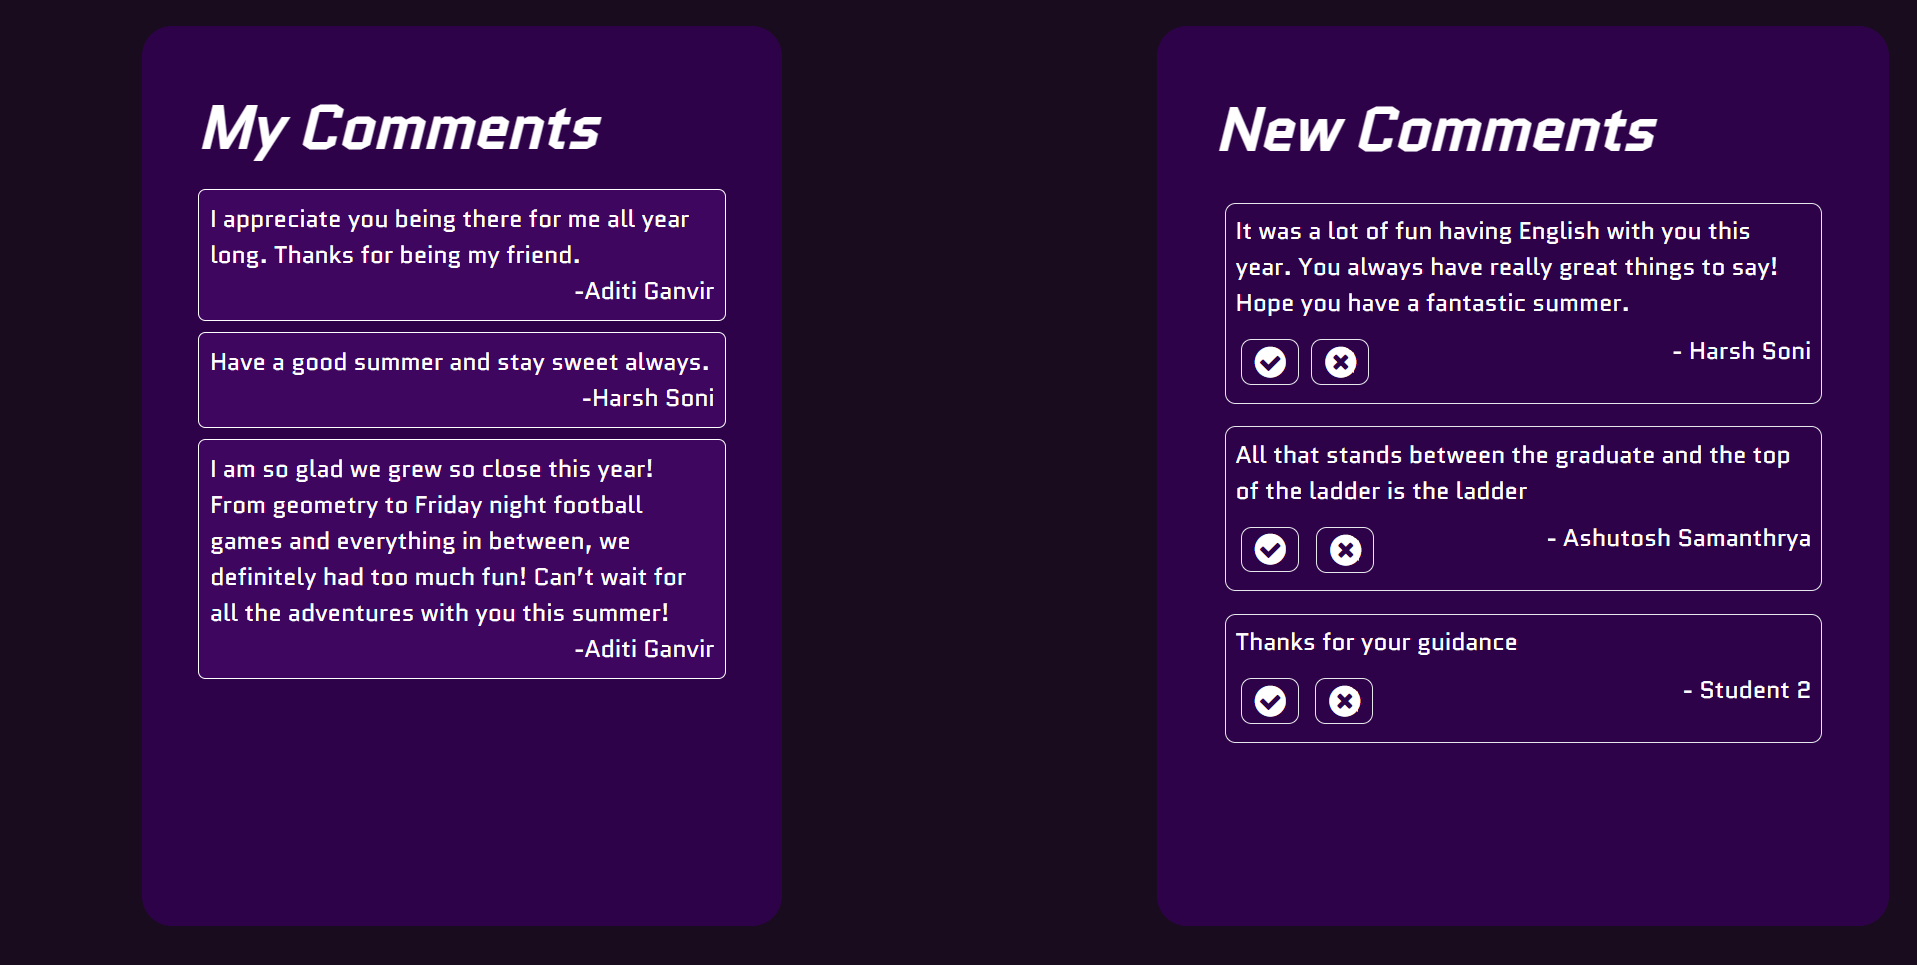 My Comments
I appreciate you being there for me all year
long. Thanks for being my friend.
-Aditi Ganvir
Have a good summer and stay sweet always.
-Harsh Soni
I am so glad we grew so close this year!
From geometry to Friday night football
games and everything in between, we
definitely had too much fun! Can’t wait for
all the adventures with you this summer!
-Aditi Ganvir
New Comments
It was a lot of fun having English with you this
year. You always have really great things to say!
Hope you have a fantastic summer.
- Harsh Soni
All that stands between the graduate and the top
of the ladder is the ladder
- Ashutosh Samanthrya
Thanks for your guidance
- Student 2